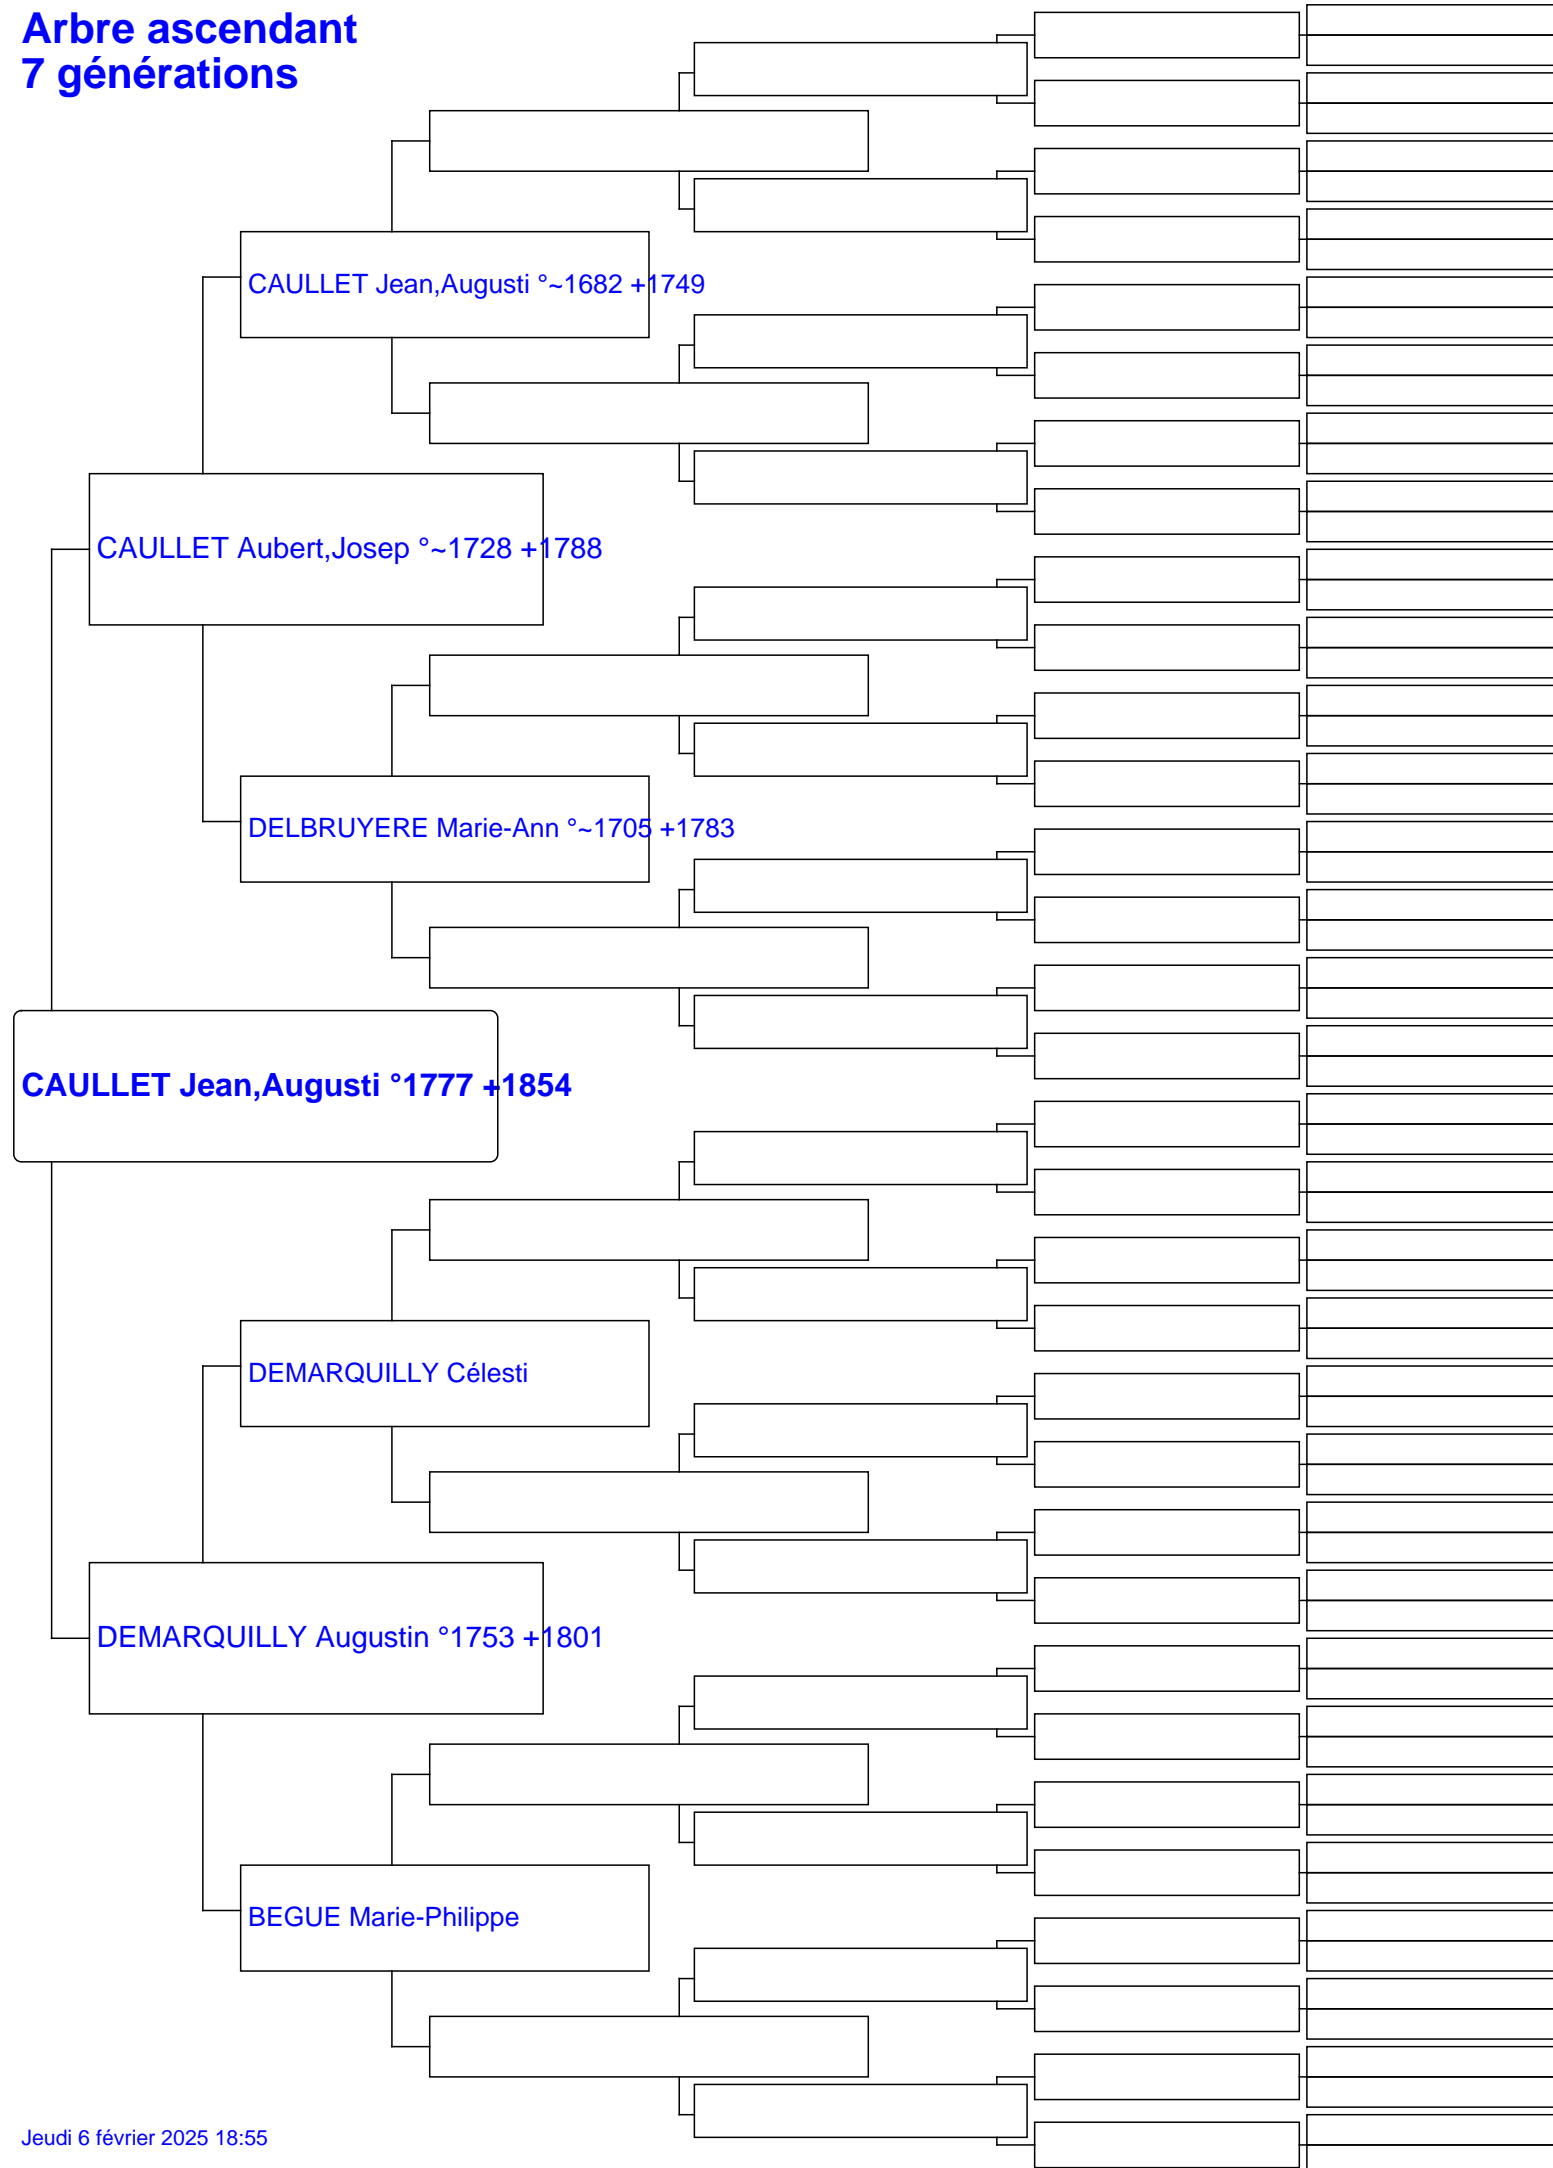 Arbre ascendant
7 générations
CAULLET Jean,Augusti °~1682 +1749
CAULLET Aubert,Josep °~1728 +1788
DELBRUYERE Marie-Ann °~1705 +1783
CAULLET Jean,Augusti °1777 +1854
DEMARQUILLY Célesti
DEMARQUILLY Augustin °1753 +1801
BEGUE Marie-Philippe
Jeudi 6 février 2025 18:55